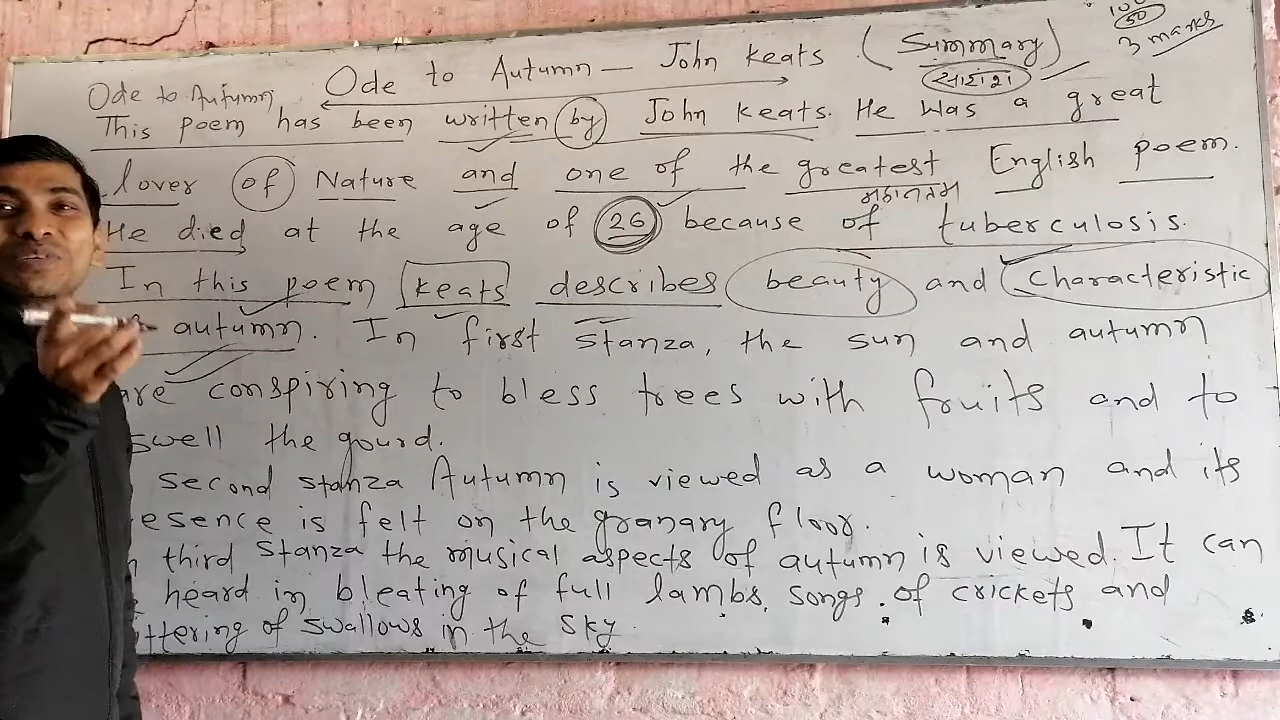 Ode to Autumn — John Keats (Summary)
सारांश
100
50
3 marks
Ode to Autumn
This poem has been written by John Keats. He was a great
lover of Nature and one of the greatest English poem.
महानतम
He died at the age of 26 because of tuberculosis.
In this poem Keats describes beauty and Characteristic
autumn. In first stanza, the sun and autumn
are conspiring to bless trees with fruits and to
swell the gourd.
second stanza Autumn is viewed as a woman and its
esence is felt on the granary floor.
third stanza the musical aspects of autumn is viewed. It can
heard in bleating of full lambs, songs of crickets and
ittering of swallows in the sky.